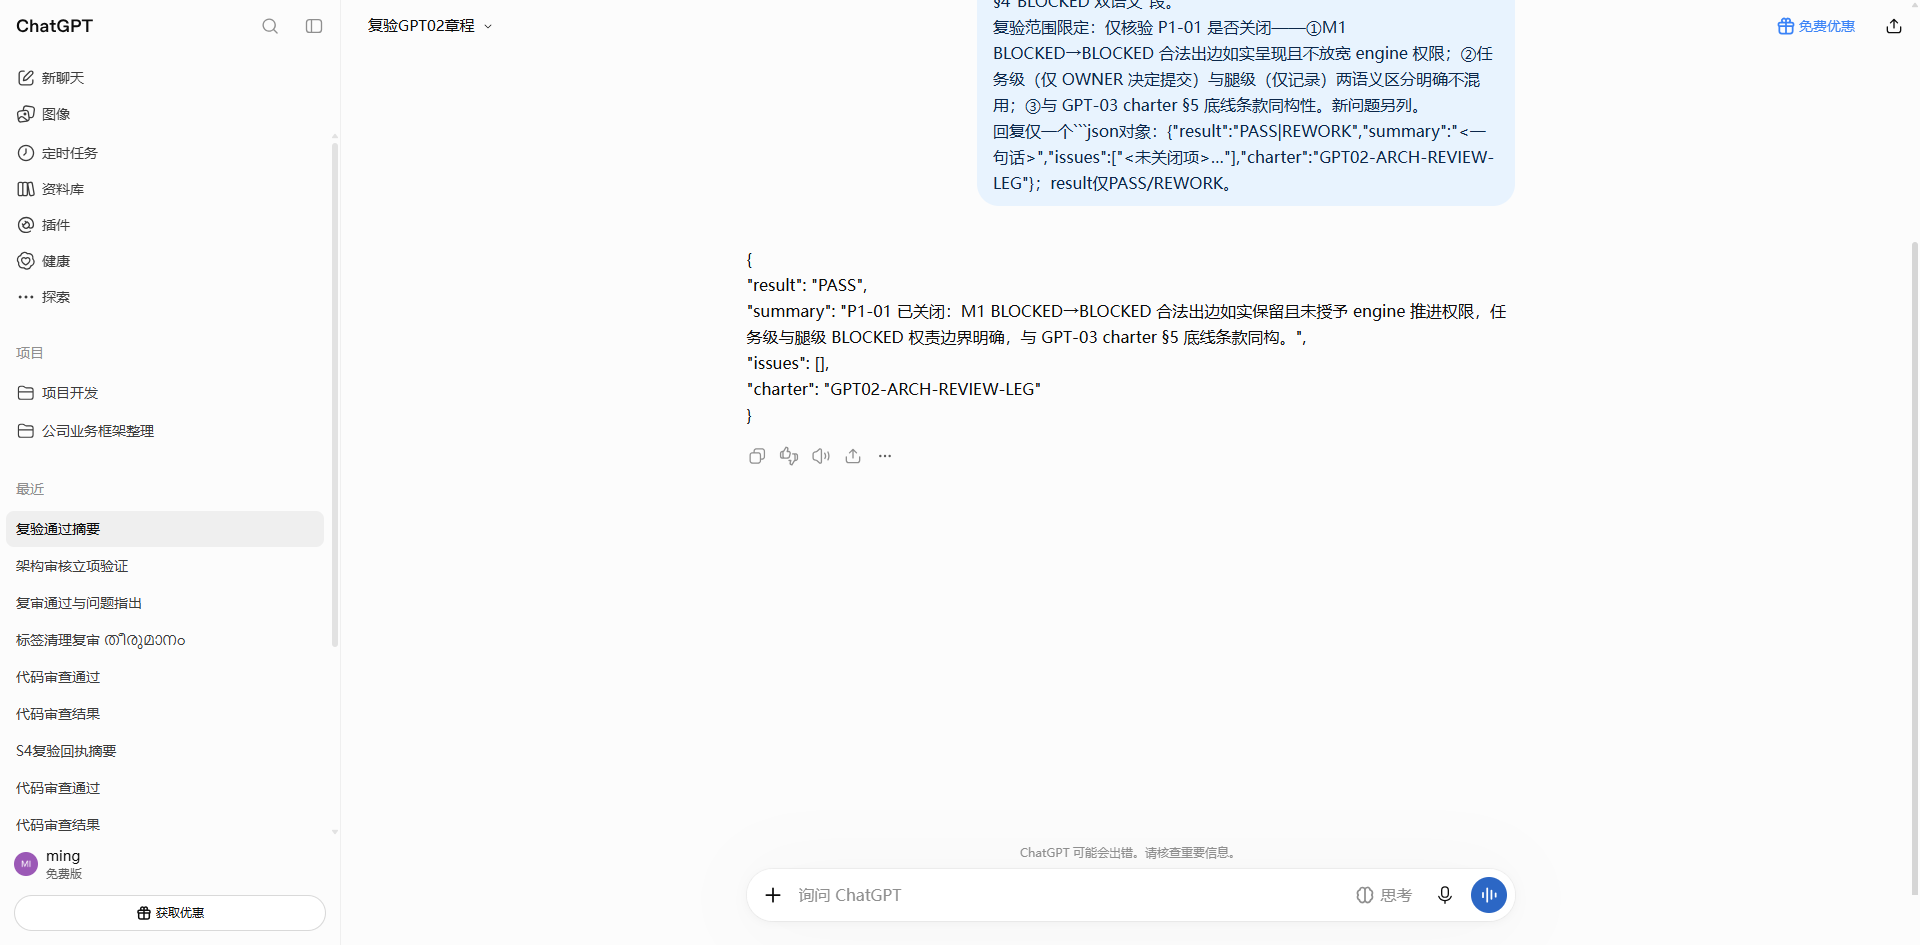 ChatGPT
新聊天
图像
定时任务
资料库
插件
健康
探索
项目
项目开发
公司业务框架整理
最近
复验通过摘要
架构审核立项验证
复审通过与问题指出
标签清理复审 തീരുമാനം
代码审查通过
代码审查结果
S4复验回执摘要
代码审查通过
代码审查结果
MI
ming
免费版
获取优惠
复验GPT02章程
免费优惠
§4 BLOCKED 双语义 段。
复验范围限定：仅核验 P1-01 是否关闭——①M1
BLOCKED→BLOCKED 合法出边如实呈现且不放宽 engine 权限；②任
务级（仅 OWNER 决定提交）与腿级（仅记录）两语义区分明确不混
用；③与 GPT-03 charter §5 底线条款同构性。新问题另列。
回复仅一个```json对象：{"result":"PASS|REWORK","summary":"<一
句话>","issues":["<未关闭项>..."],"charter":"GPT02-ARCH-REVIEW-
LEG"}；result仅PASS/REWORK。
{
"result": "PASS",
"summary": "P1-01 已关闭：M1 BLOCKED→BLOCKED 合法出边如实保留且未授予 engine 推进权限，任
务级与腿级 BLOCKED 权责边界明确，与 GPT-03 charter §5 底线条款同构。",
"issues": [],
"charter": "GPT02-ARCH-REVIEW-LEG"
}
ChatGPT 可能会出错。请核查重要信息。
询问 ChatGPT
思考